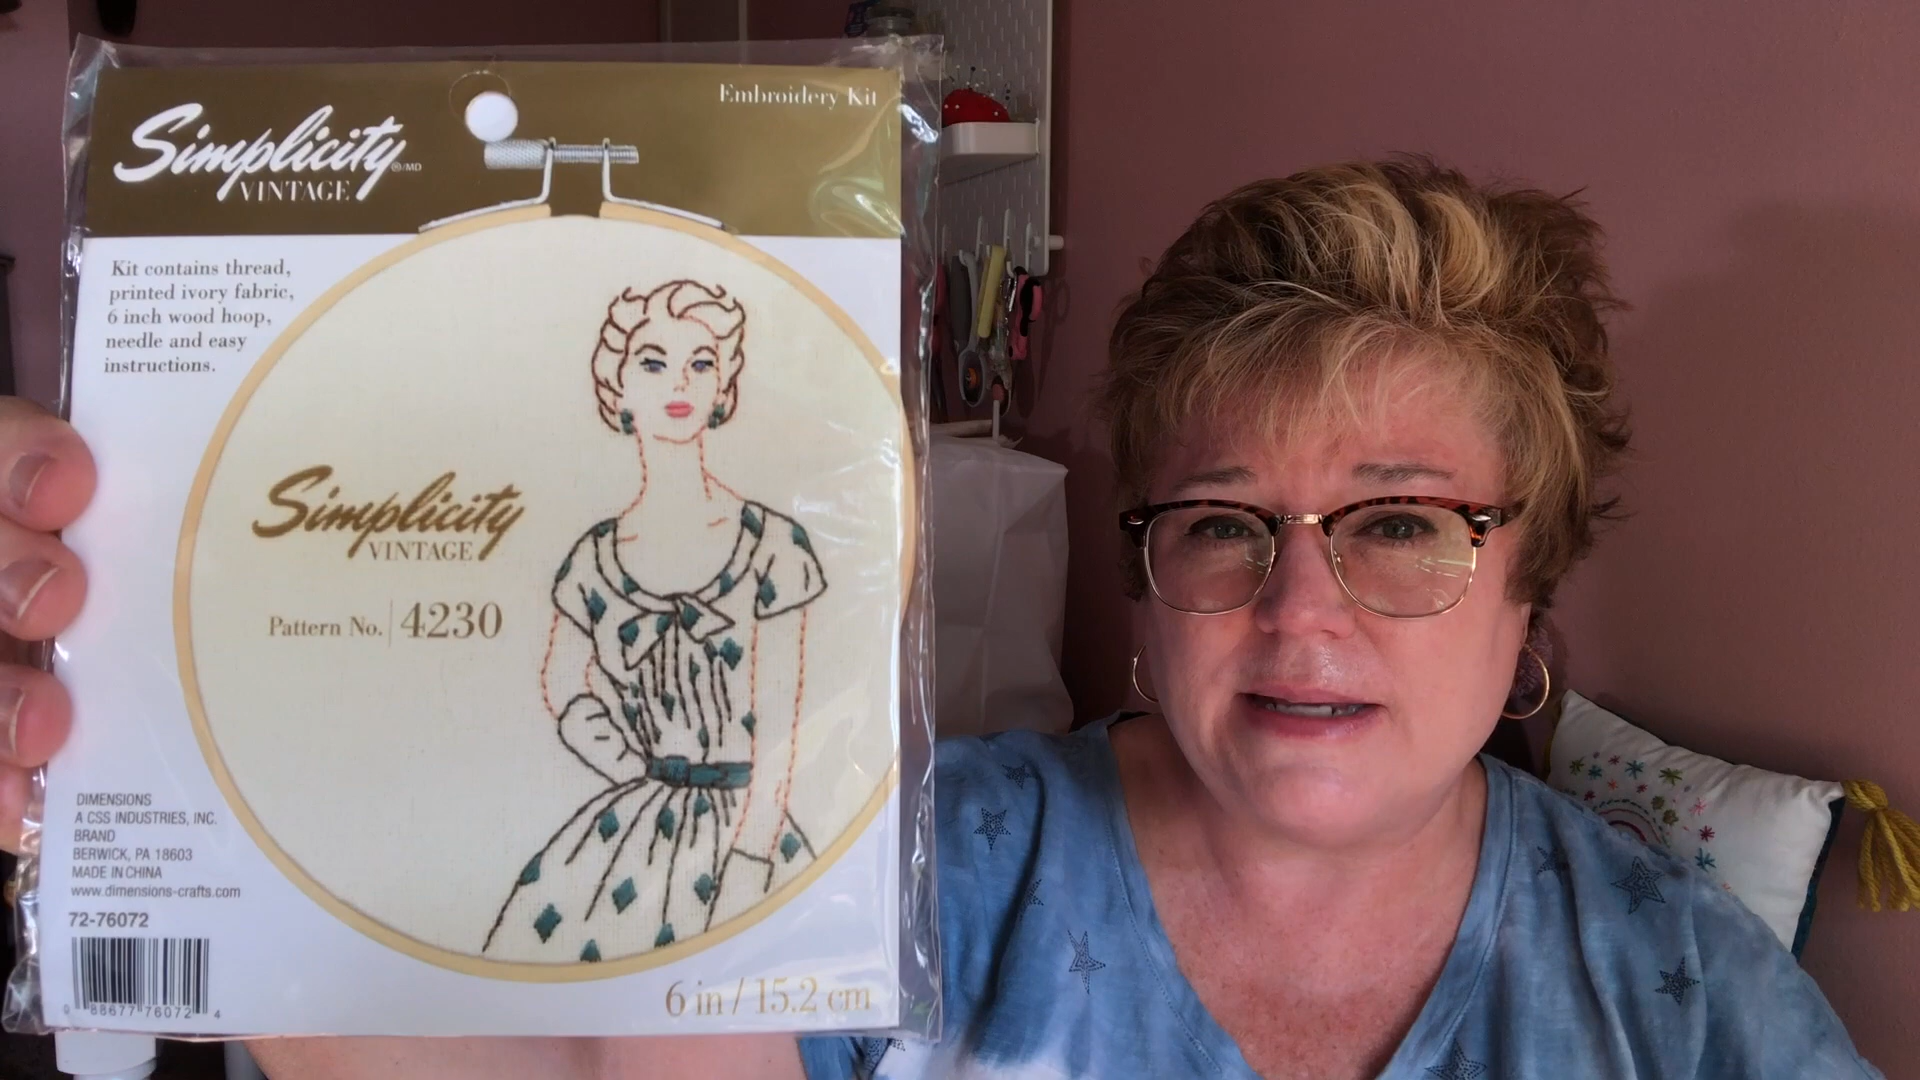 Embroidery Kit
Simplicity ®/MD
VINTAGE
Kit contains thread,
printed ivory fabric,
6 inch wood hoop,
needle and easy
instructions.
Simplicity
VINTAGE
Pattern No. | 4230
DIMENSIONS
A CSS INDUSTRIES, INC.
BRAND
BERWICK, PA 18603
MADE IN CHINA
www.dimensions-crafts.com
72-76072
0 88677 76072 4
6 in / 15.2 cm